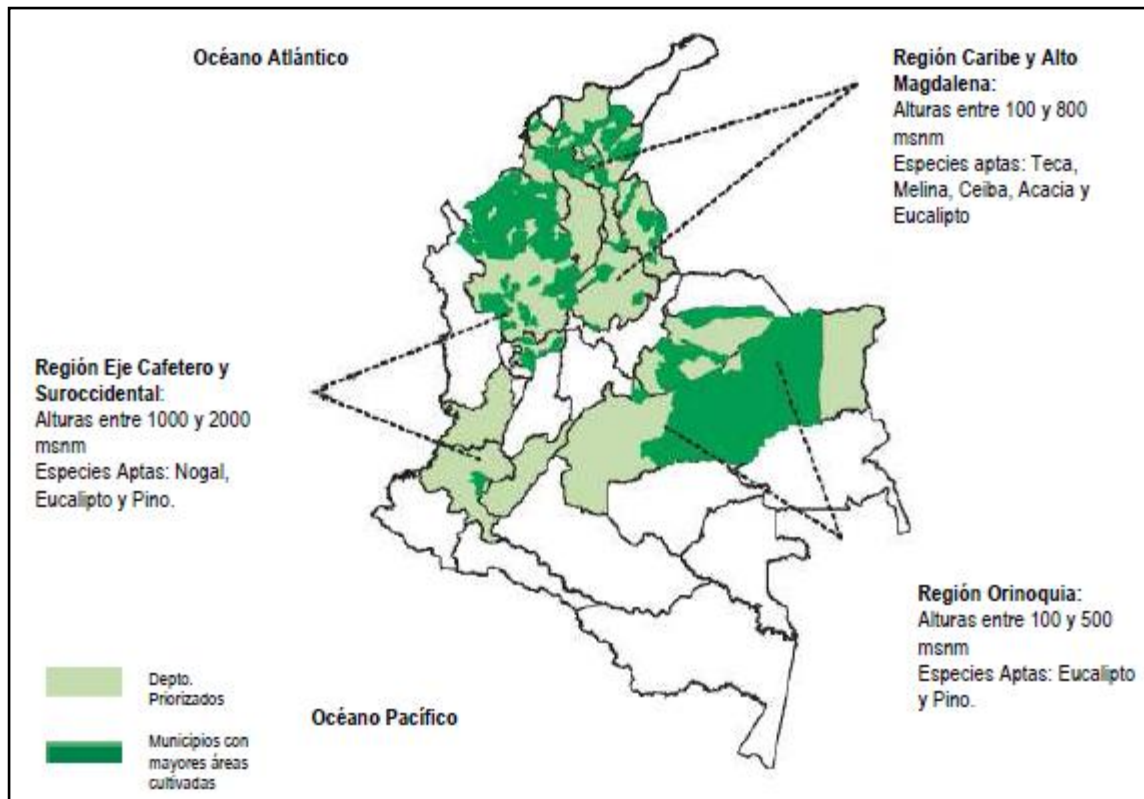 Océano Atlántico
Región Caribe y Alto
Magdalena:
Alturas entre 100 y 800
msnm
Especies aptas: Teca,
Melina, Ceiba, Acacia y
Eucalipto
Región Eje Cafetero y
Suroccidental:
Alturas entre 1000 y 2000
msnm
Especies Aptas: Nogal,
Eucalipto y Pino.
Región Orinoquia:
Alturas entre 100 y 500
msnm
Especies Aptas: Eucalipto
y Pino.
Depto.
Priorizados
Océano Pacífico
Municipios con
mayores áreas
cultivadas